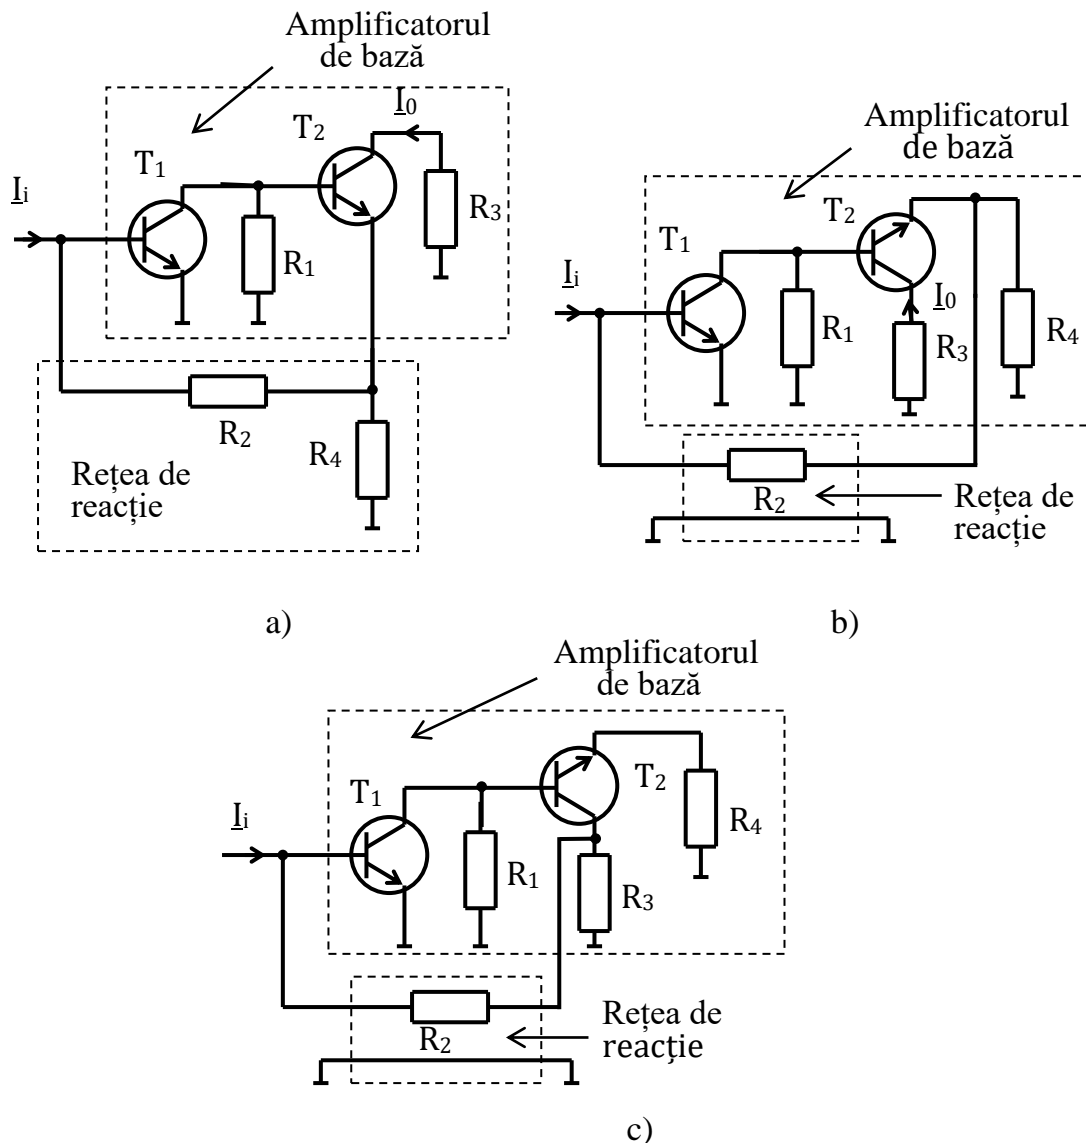 Amplificatorul
de bază
I0
T2
T1
Ii
R3
R1
R2
R4
Rețea de
reacție
a)
Amplificatorul
de bază
T2
T1
Ii
I0
R1
R3
R4
R2
Rețea de
reacție
b)
Amplificatorul
de bază
T1
T2
Ii
R4
R1
R3
R2
Rețea de
reacție
c)